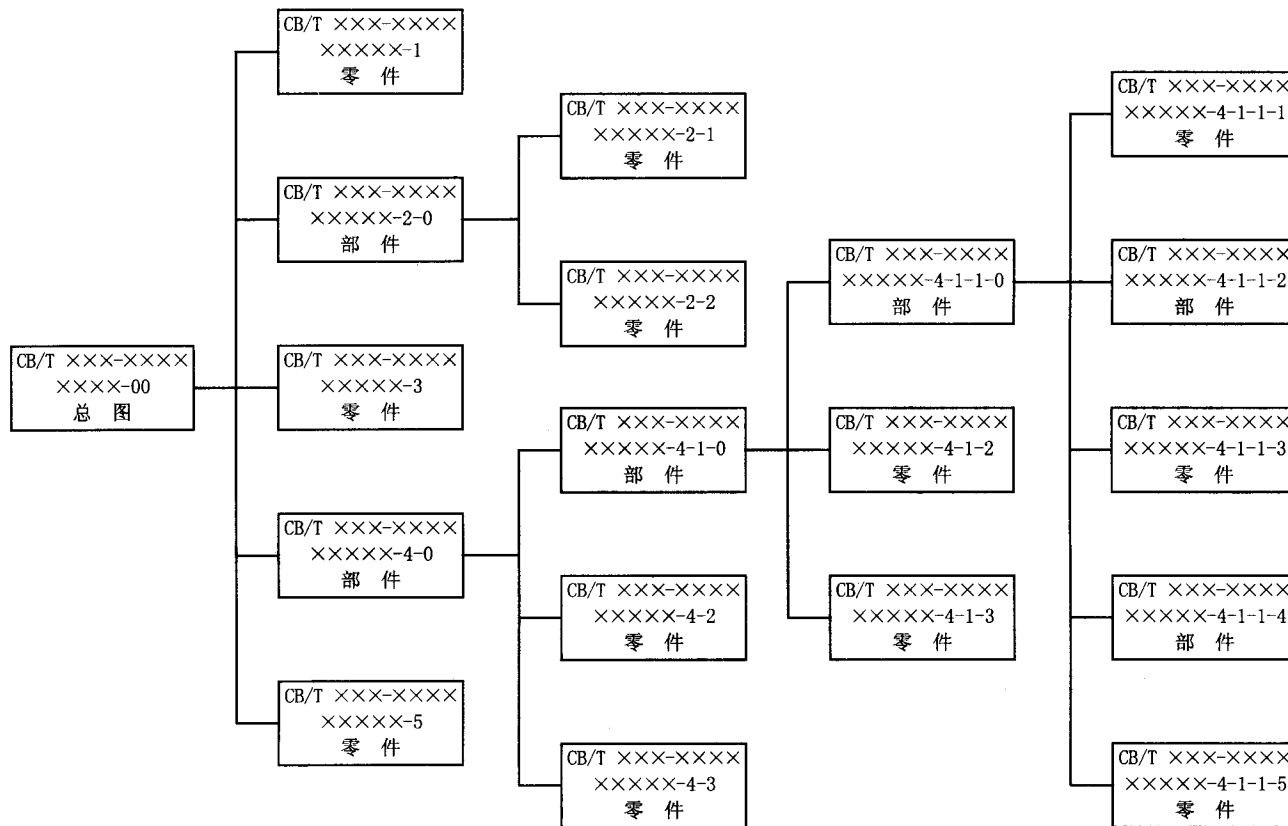 CB/T ×××-××××
××××-00
总 图
CB/T ×××-××××
×××××-1
零 件
CB/T ×××-××××
×××××-2-0
部 件
CB/T ×××-××××
×××××-3
零 件
CB/T ×××-××××
×××××-4-0
部 件
CB/T ×××-××××
×××××-5
零 件
CB/T ×××-××××
×××××-2-1
零 件
CB/T ×××-××××
×××××-2-2
零 件
CB/T ×××-××××
×××××-4-1-0
部 件
CB/T ×××-××××
×××××-4-2
零 件
CB/T ×××-××××
×××××-4-3
零 件
CB/T ×××-××××
×××××-4-1-1-0
部 件
CB/T ×××-××××
×××××-4-1-2
零 件
CB/T ×××-××××
×××××-4-1-3
零 件
CB/T ×××-××××
×××××-4-1-1-1
零 件
CB/T ×××-××××
×××××-4-1-1-2
部 件
CB/T ×××-××××
×××××-4-1-1-3
零 件
CB/T ×××-××××
×××××-4-1-1-4
部 件
CB/T ×××-××××
×××××-4-1-1-5
零 件